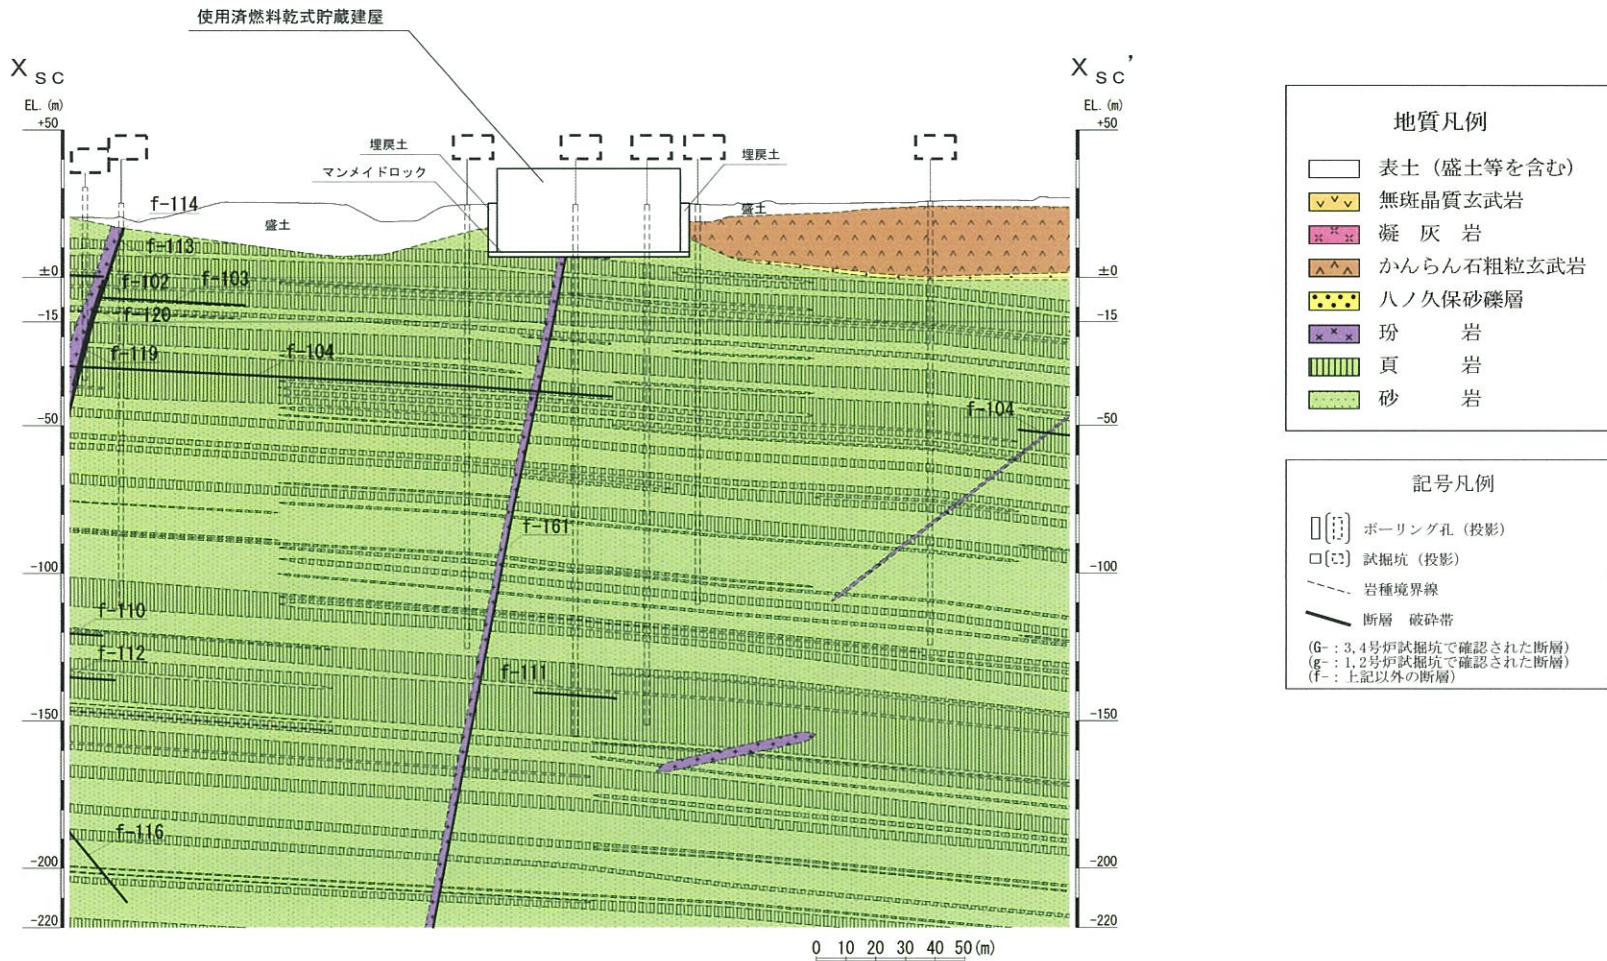 使用済燃料乾式貯蔵建屋
X SC
X SC'
EL. (m)
EL. (m)
+50
+50
埋戻土
埋戻土
マンメイドロック
f-114
盛土
盛土
f-113
±0
±0
f-102
f-103
-15
-15
f-120
f-119
f-104
f-104
-50
-50
f-161
-100
-100
f-110
f-112
f-111
-150
-150
f-116
-200
-200
-220
-220
0 10 20 30 40 50(m)
地質凡例
表土（盛土等を含む）
無斑晶質玄武岩
凝 灰 岩
かんらん石粗粒玄武岩
八ノ久保砂礫層
玢 岩
頁 岩
砂 岩
記号凡例
ボーリング孔（投影）
試掘坑（投影）
岩種境界線
断層 破砕帯
(G-：3,4号炉試掘坑で確認された断層)
(g-：1,2号炉試掘坑で確認された断層)
(f-：上記以外の断層)